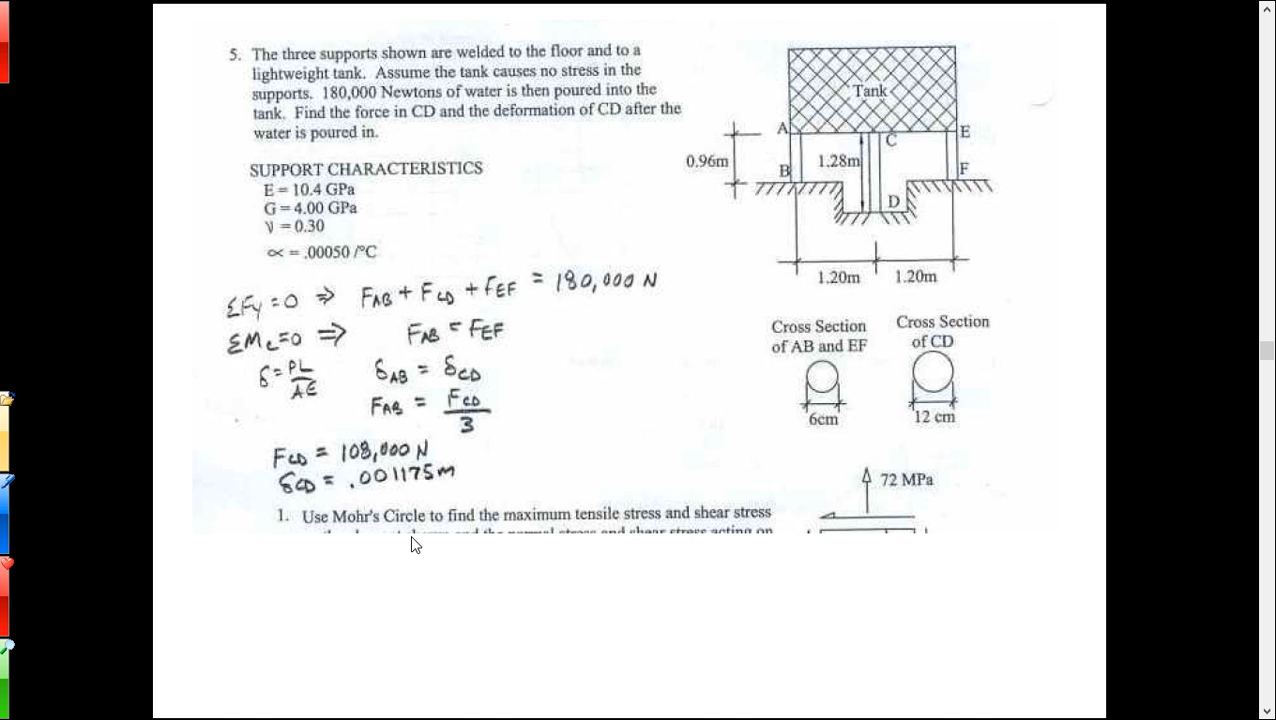 5. The three supports shown are welded to the floor and to a
lightweight tank. Assume the tank causes no stress in the
supports. 180,000 Newtons of water is then poured into the
tank. Find the force in CD and the deformation of CD after the
water is poured in.
SUPPORT CHARACTERISTICS
E = 10.4 GPa
G = 4.00 GPa
ν = 0.30
∝ = .00050 /°C
ΣFy = 0 ⇒ FAB + FCD + FEF = 180,000 N
ΣMc = 0 ⇒ FAB = FEF
δ = PL/AE δAB = δCD
FAB = FCD/3
FCD = 108,000 N
δCD = .001175 m
Tank
A
E
C
0.96m
1.28m
B
F
D
1.20m
1.20m
Cross Section
of AB and EF
Cross Section
of CD
6cm
12 cm
72 MPa
1. Use Mohr's Circle to find the maximum tensile stress and shear stress